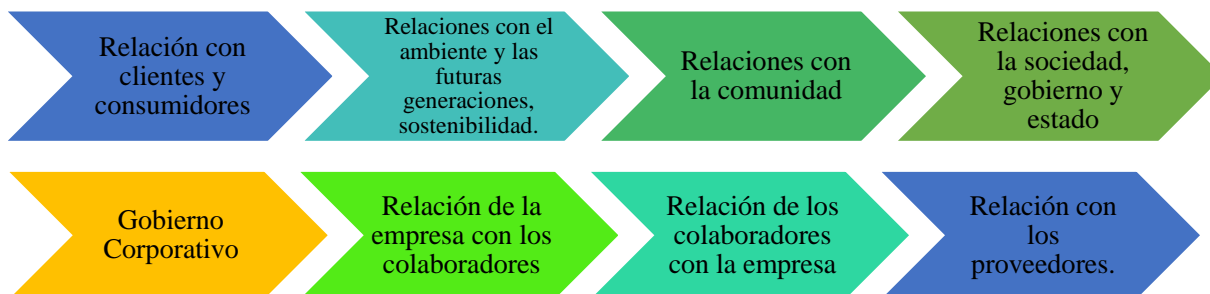 Relación con
clientes y
consumidores
Relaciones con el
ambiente y las
futuras
generaciones,
sostenibilidad.
Relaciones con
la comunidad
Relaciones con
la sociedad,
gobierno y
estado
Gobierno
Corporativo
Relación de la
empresa con los
colaboradores
Relación de los
colaboradores
con la empresa
Relación con
los
proveedores.